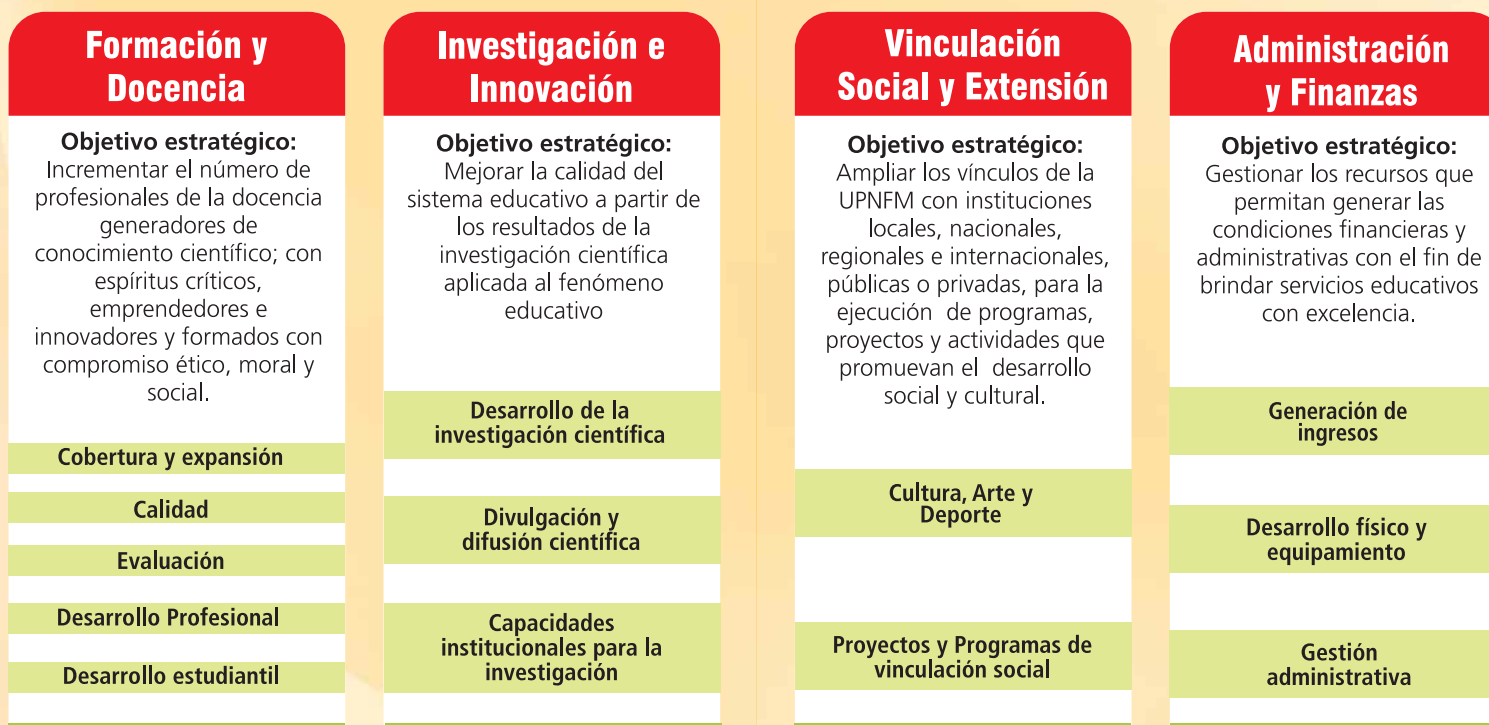 Formación y
Docencia
Objetivo estratégico:
Incrementar el número de
profesionales de la docencia
generadores de
conocimiento científico; con
espíritus críticos,
emprendedores e
innovadores y formados con
compromiso ético, moral y
social.
Cobertura y expansión
Calidad
Evaluación
Desarrollo Profesional
Desarrollo estudiantil
Investigación e
Innovación
Objetivo estratégico:
Mejorar la calidad del
sistema educativo a partir de
los resultados de la
investigación científica
aplicada al fenómeno
educativo
Desarrollo de la
investigación científica
Divulgación y
difusión científica
Capacidades
institucionales para la
investigación
Vinculación
Social y Extensión
Objetivo estratégico:
Ampliar los vínculos de la
UPNFM con instituciones
locales, nacionales,
regionales e internacionales,
públicas o privadas, para la
ejecución de programas,
proyectos y actividades que
promuevan el desarrollo
social y cultural.
Cultura, Arte y
Deporte
Proyectos y Programas de
vinculación social
Administración
y Finanzas
Objetivo estratégico:
Gestionar los recursos que
permitan generar las
condiciones financieras y
administrativas con el fin de
brindar servicios educativos
con excelencia.
Generación de
ingresos
Desarrollo físico y
equipamiento
Gestión
administrativa